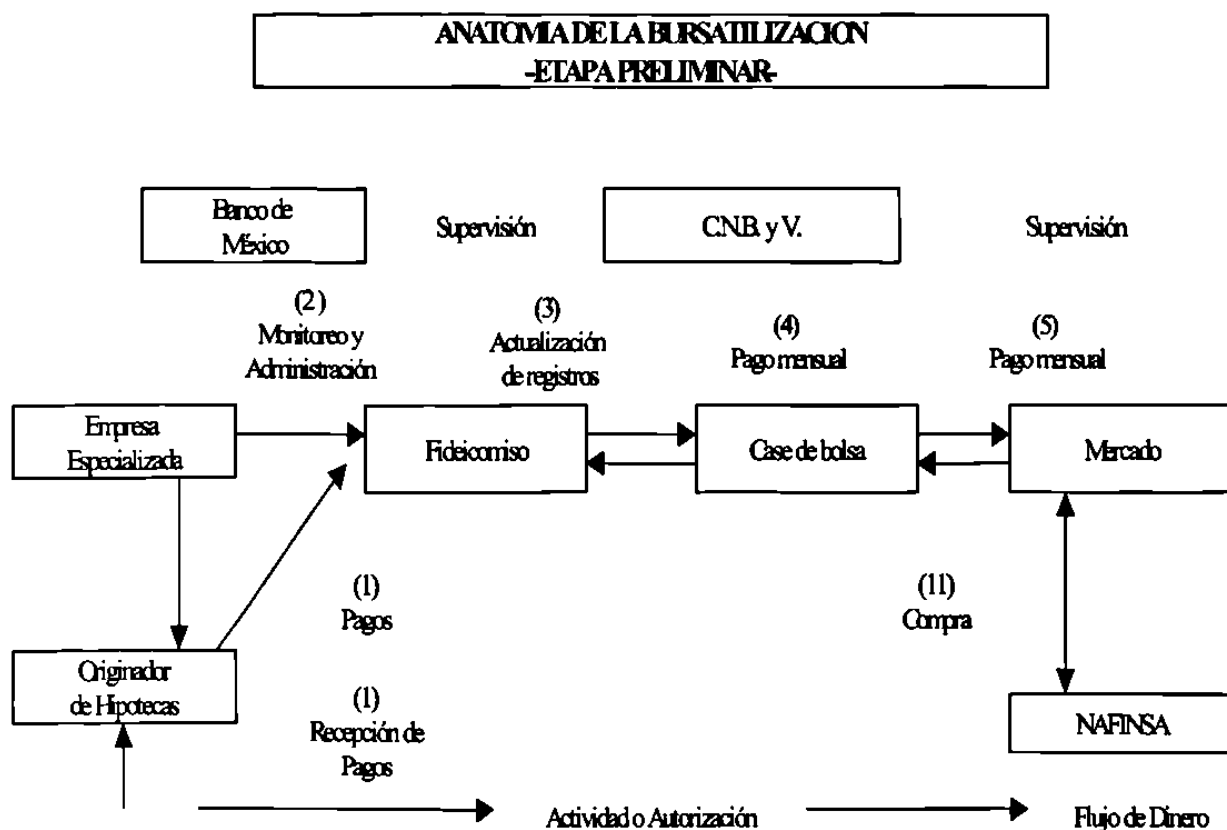 ANATOMIA DE LA BURSATILIZACION
-ETAPA PRELIMINAR-
Banco de
México
Supervisión
C.N.B. y V.
Supervisión
(2)
Monitoreo y
Administración
(3)
Actualización
de registros
(4)
Pago mensual
(5)
Pago mensual
Empresa
Especializada
Fideicomiso
Case de bolsa
Mercado
(1)
Pagos
(11)
Compra
Originador
de Hipotecas
(1)
Recepción de
Pagos
NAFINSA
Actividad o Autorización
Flujo de Dinero